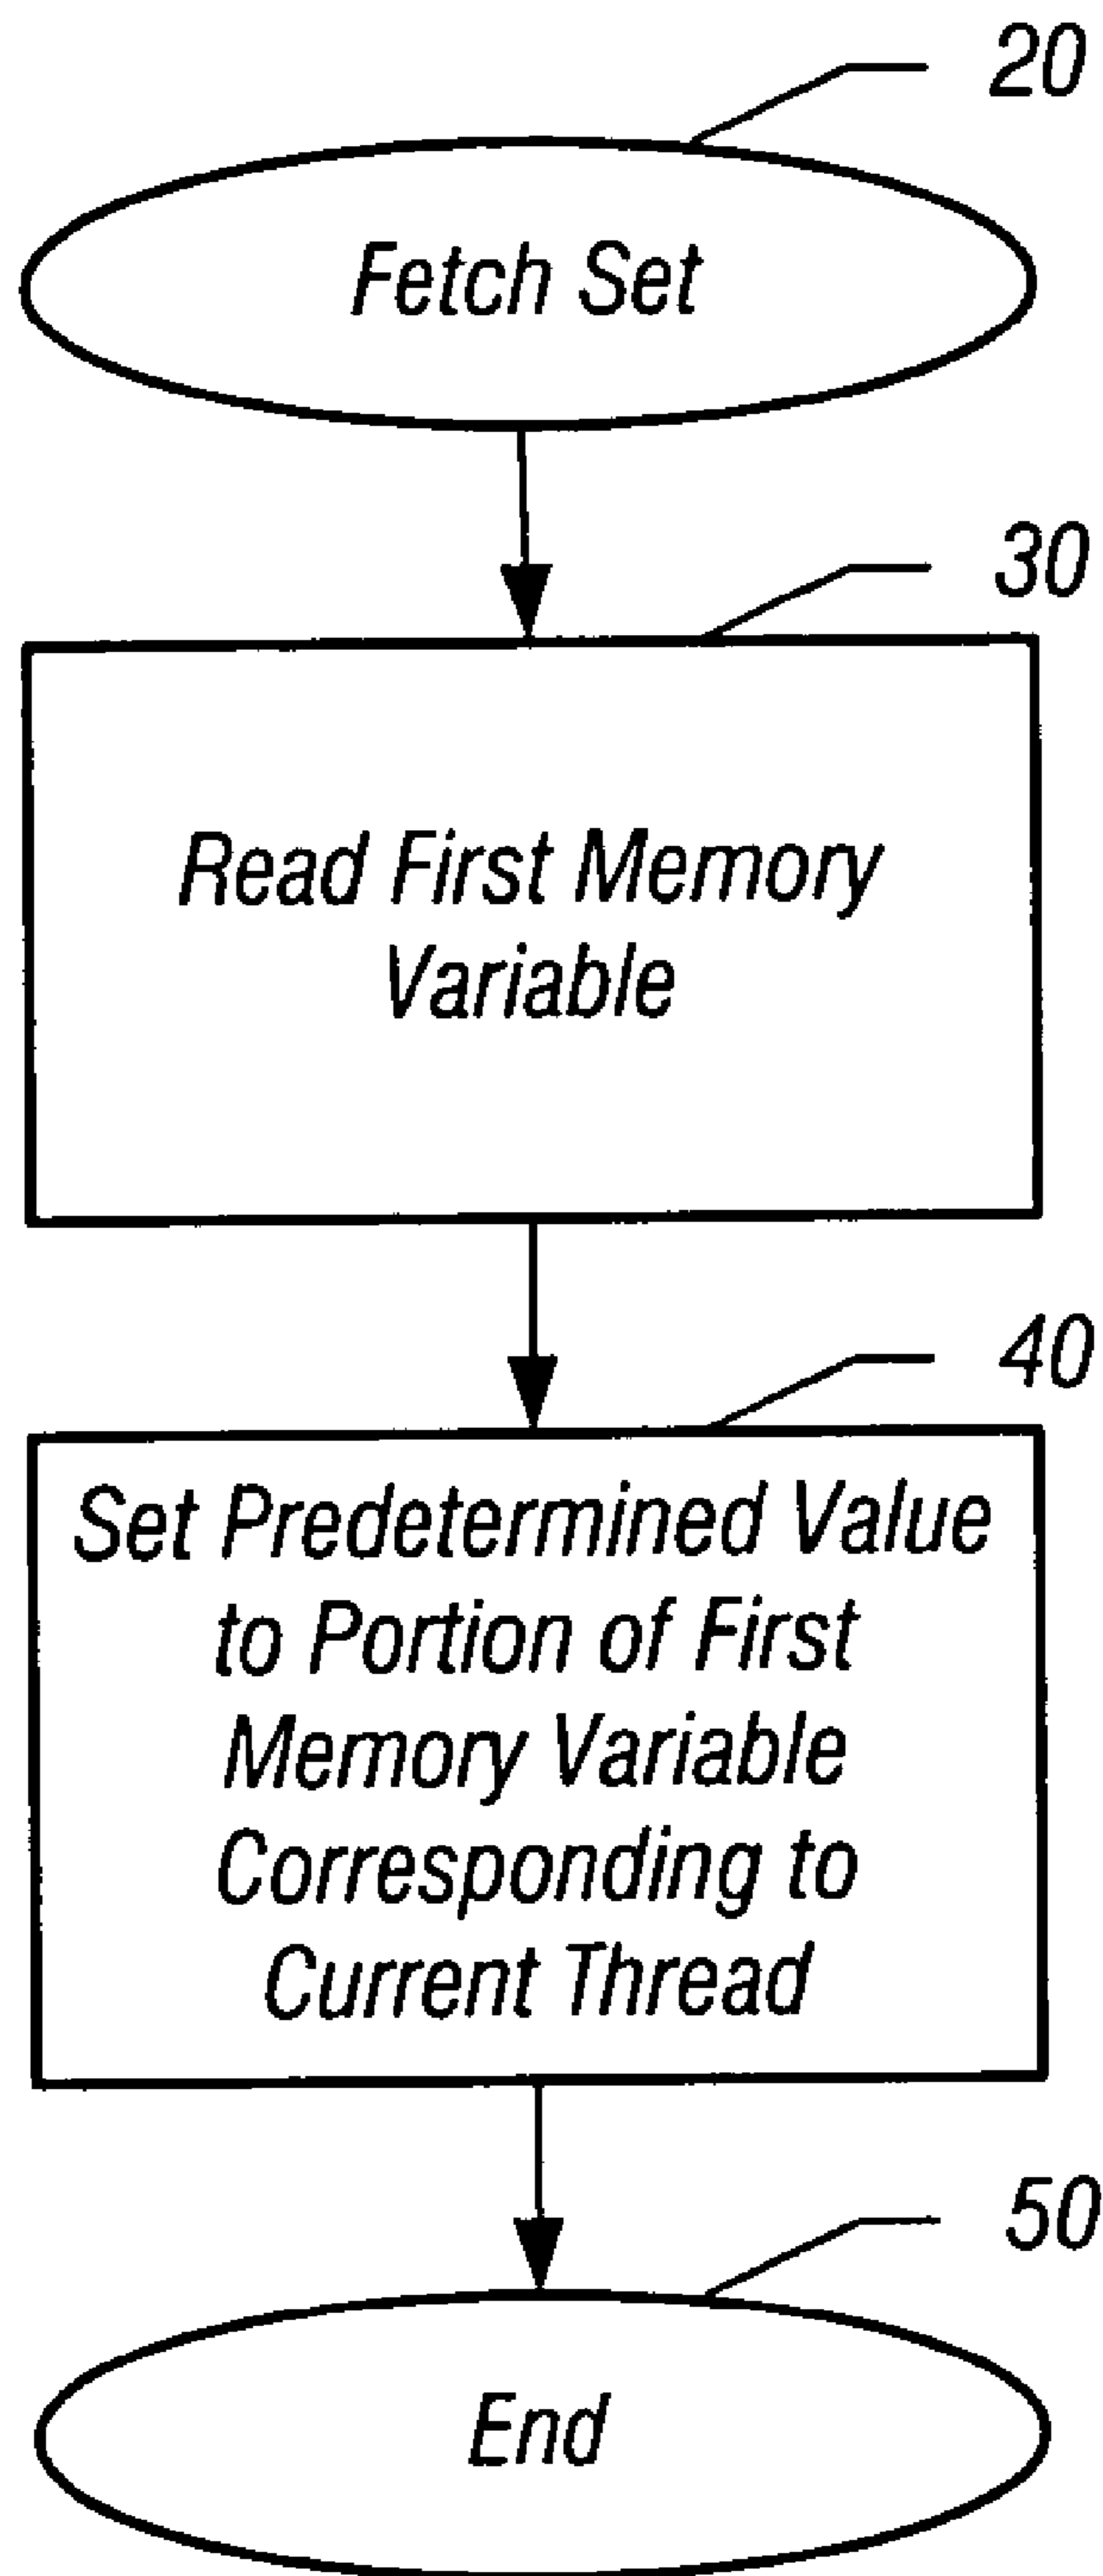 20
Fetch Set
30
Read First Memory
Variable
40
Set Predetermined Value
to Portion of First
Memory Variable
Corresponding to
Current Thread
50
End